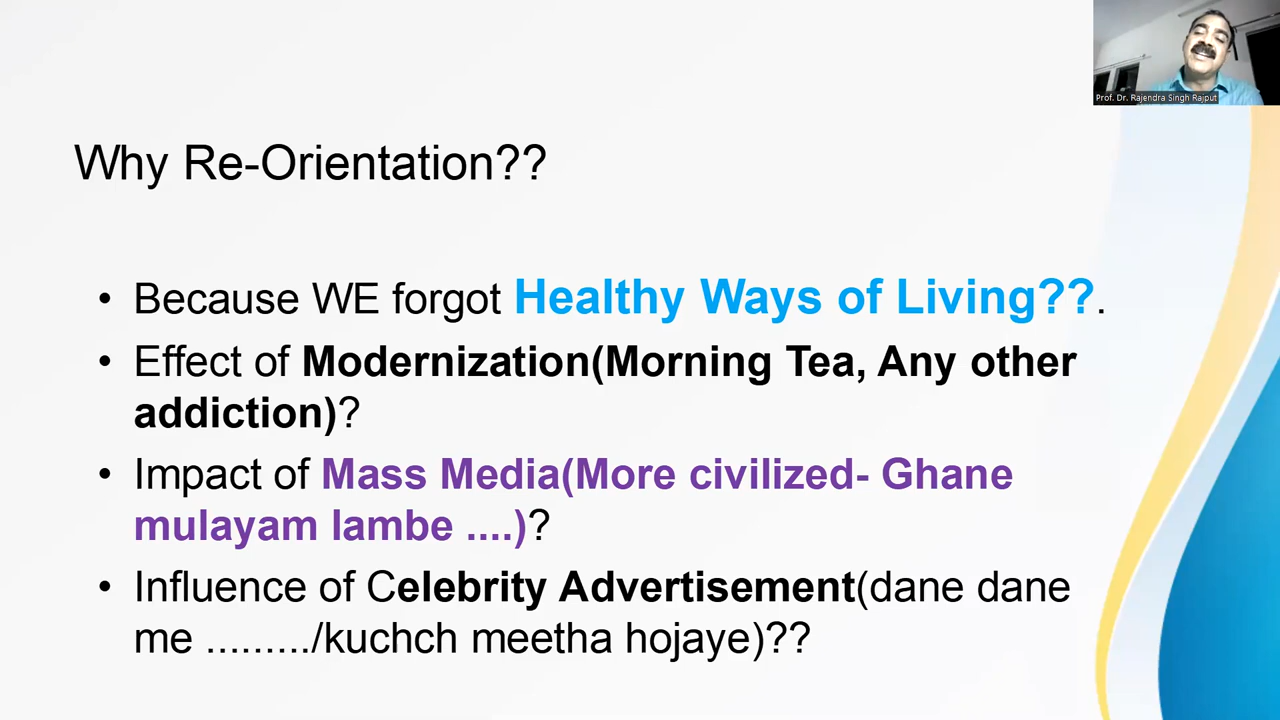 Prof. Dr. Rajendra Singh Rajput
Why Re-Orientation??
• Because WE forgot Healthy Ways of Living??.
• Effect of Modernization(Morning Tea, Any other
addiction)?
• Impact of Mass Media(More civilized- Ghane
mulayam lambe ....)?
• Influence of Celebrity Advertisement(dane dane
me ........./kuchch meetha hojaye)??